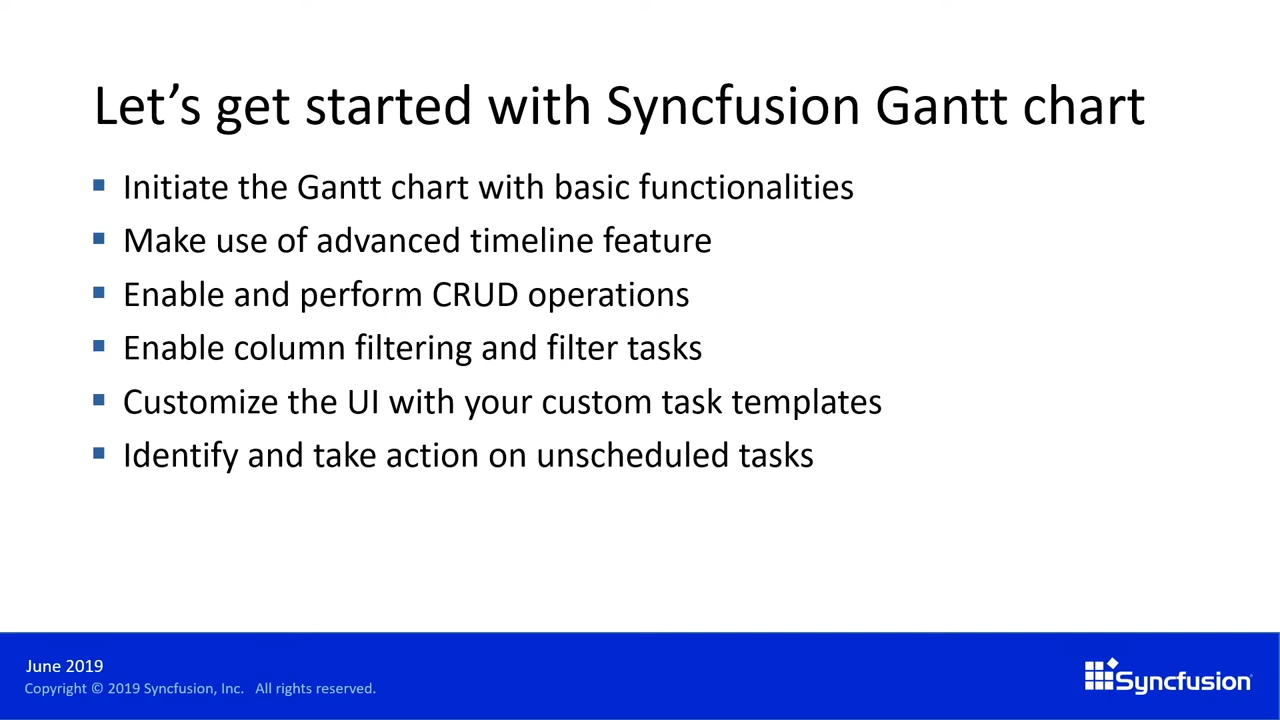 Let’s get started with Syncfusion Gantt chart
Initiate the Gantt chart with basic functionalities
Make use of advanced timeline feature
Enable and perform CRUD operations
Enable column filtering and filter tasks
Customize the UI with your custom task templates
Identify and take action on unscheduled tasks
June 2019
Copyright © 2019 Syncfusion, Inc. All rights reserved.
Syncfusion